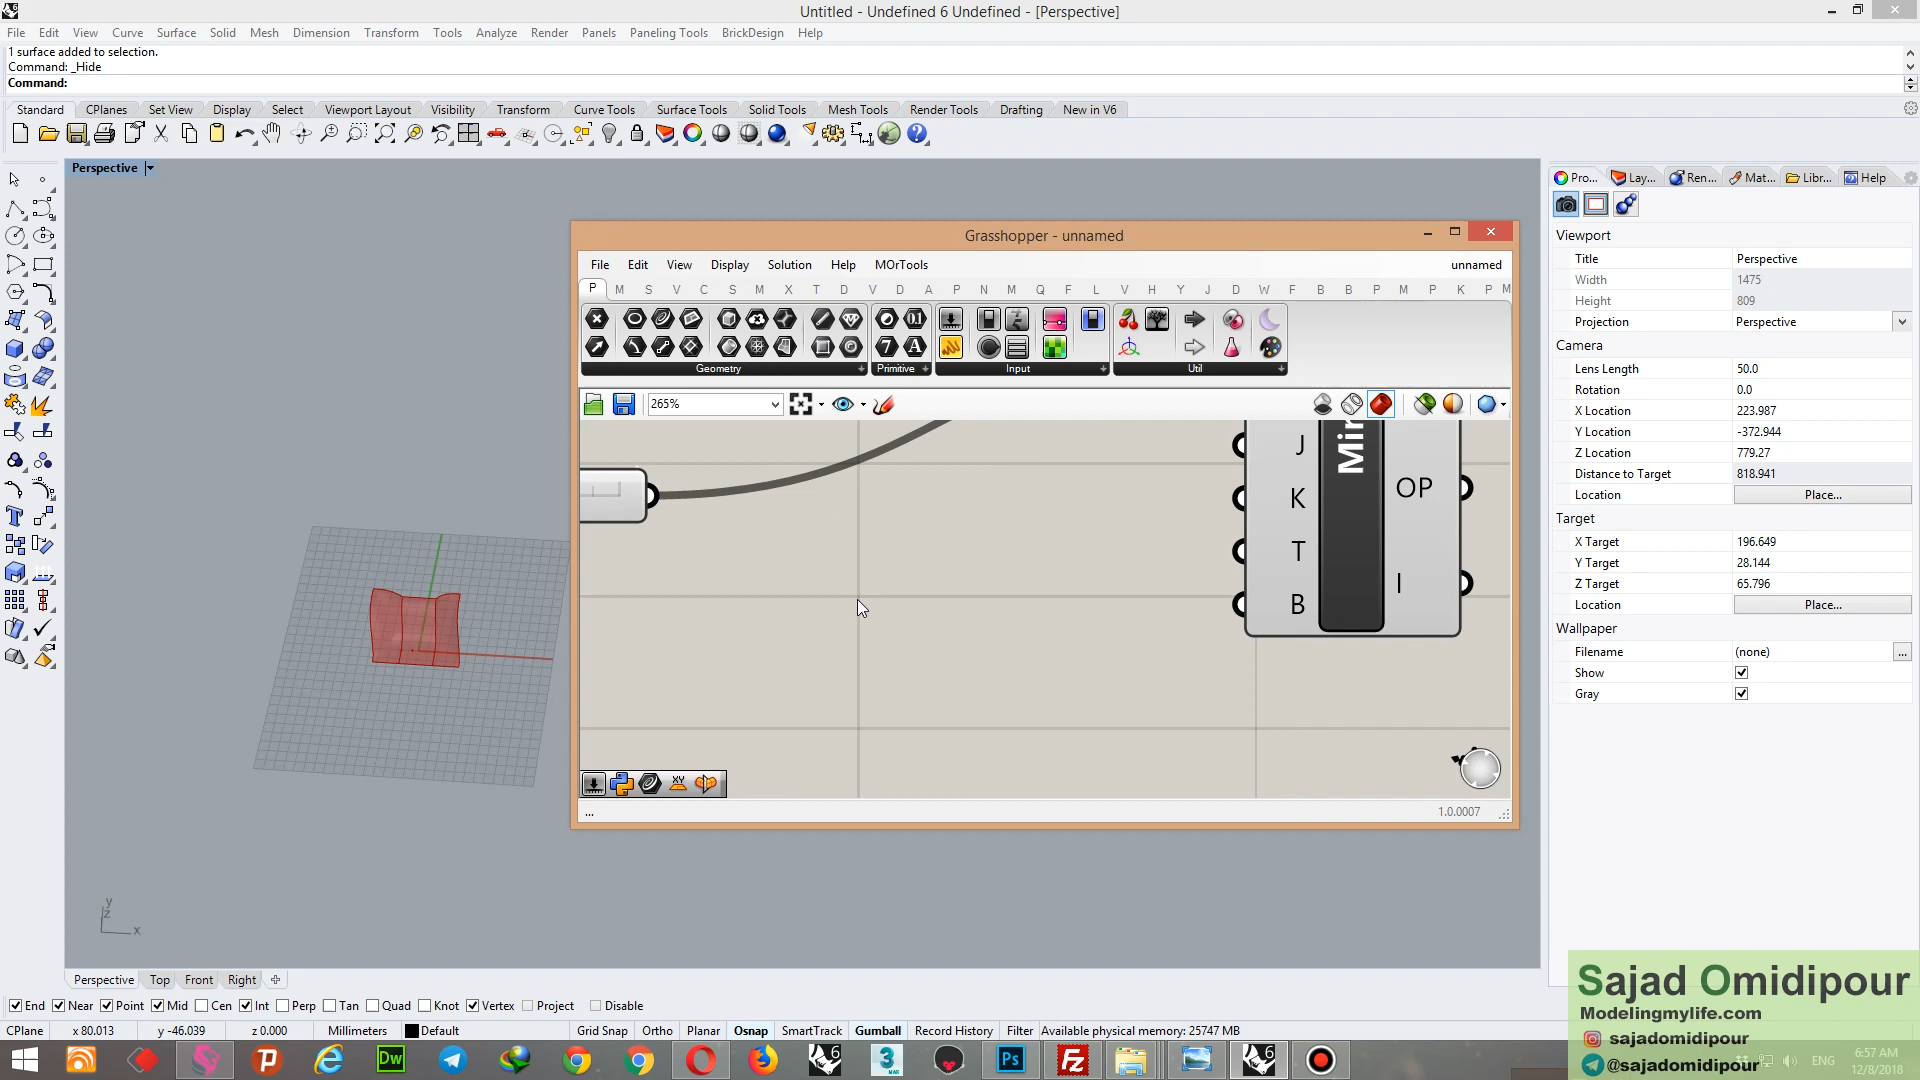 Untitled - Undefined 6 Undefined - [Perspective]
File Edit View Curve Surface Solid Mesh Dimension Transform Tools Analyze Render Panels Paneling Tools BrickDesign Help
1 surface added to selection.
Command: _Hide
Command:
Standard CPlanes Set View Display Select Viewport Layout Visibility Transform Curve Tools Surface Tools Solid Tools Mesh Tools Render Tools Drafting New in V6
Perspective
Pro... Lay... Ren... Mat... Libr... Help
Viewport
Title Perspective
Width 1475
Height 809
Projection Perspective
Camera
Lens Length 50.0
Rotation 0.0
X Location 223.987
Y Location -372.944
Z Location 779.27
Distance to Target 818.941
Location Place...
Target
X Target 196.649
Y Target 28.144
Z Target 65.796
Location Place...
Wallpaper
Filename (none) ...
Show
Gray
Grasshopper - unnamed
File Edit View Display Solution Help MOrTools unnamed
P M S V C S M X T D V D A P N M Q F L V H Y J D W F B B P M P K P M
Geometry Primitive Input Util
265%
J
K
T
B
Mir
OP
I
XY
...
1.0.0007
y
z
x
Perspective Top Front Right
End Near Point Mid Cen Int Perp Tan Quad Knot Vertex Project Disable
CPlane x 80.013 y -46.039 z 0.000 Millimeters Default Grid Snap Ortho Planar Osnap SmartTrack Gumball Record History Filter Available physical memory: 25747 MB
Sajad Omidipour
Modelingmylife.com
sajadomidipour
@sajadomidipour
ENG
6:57 AM
12/8/2018